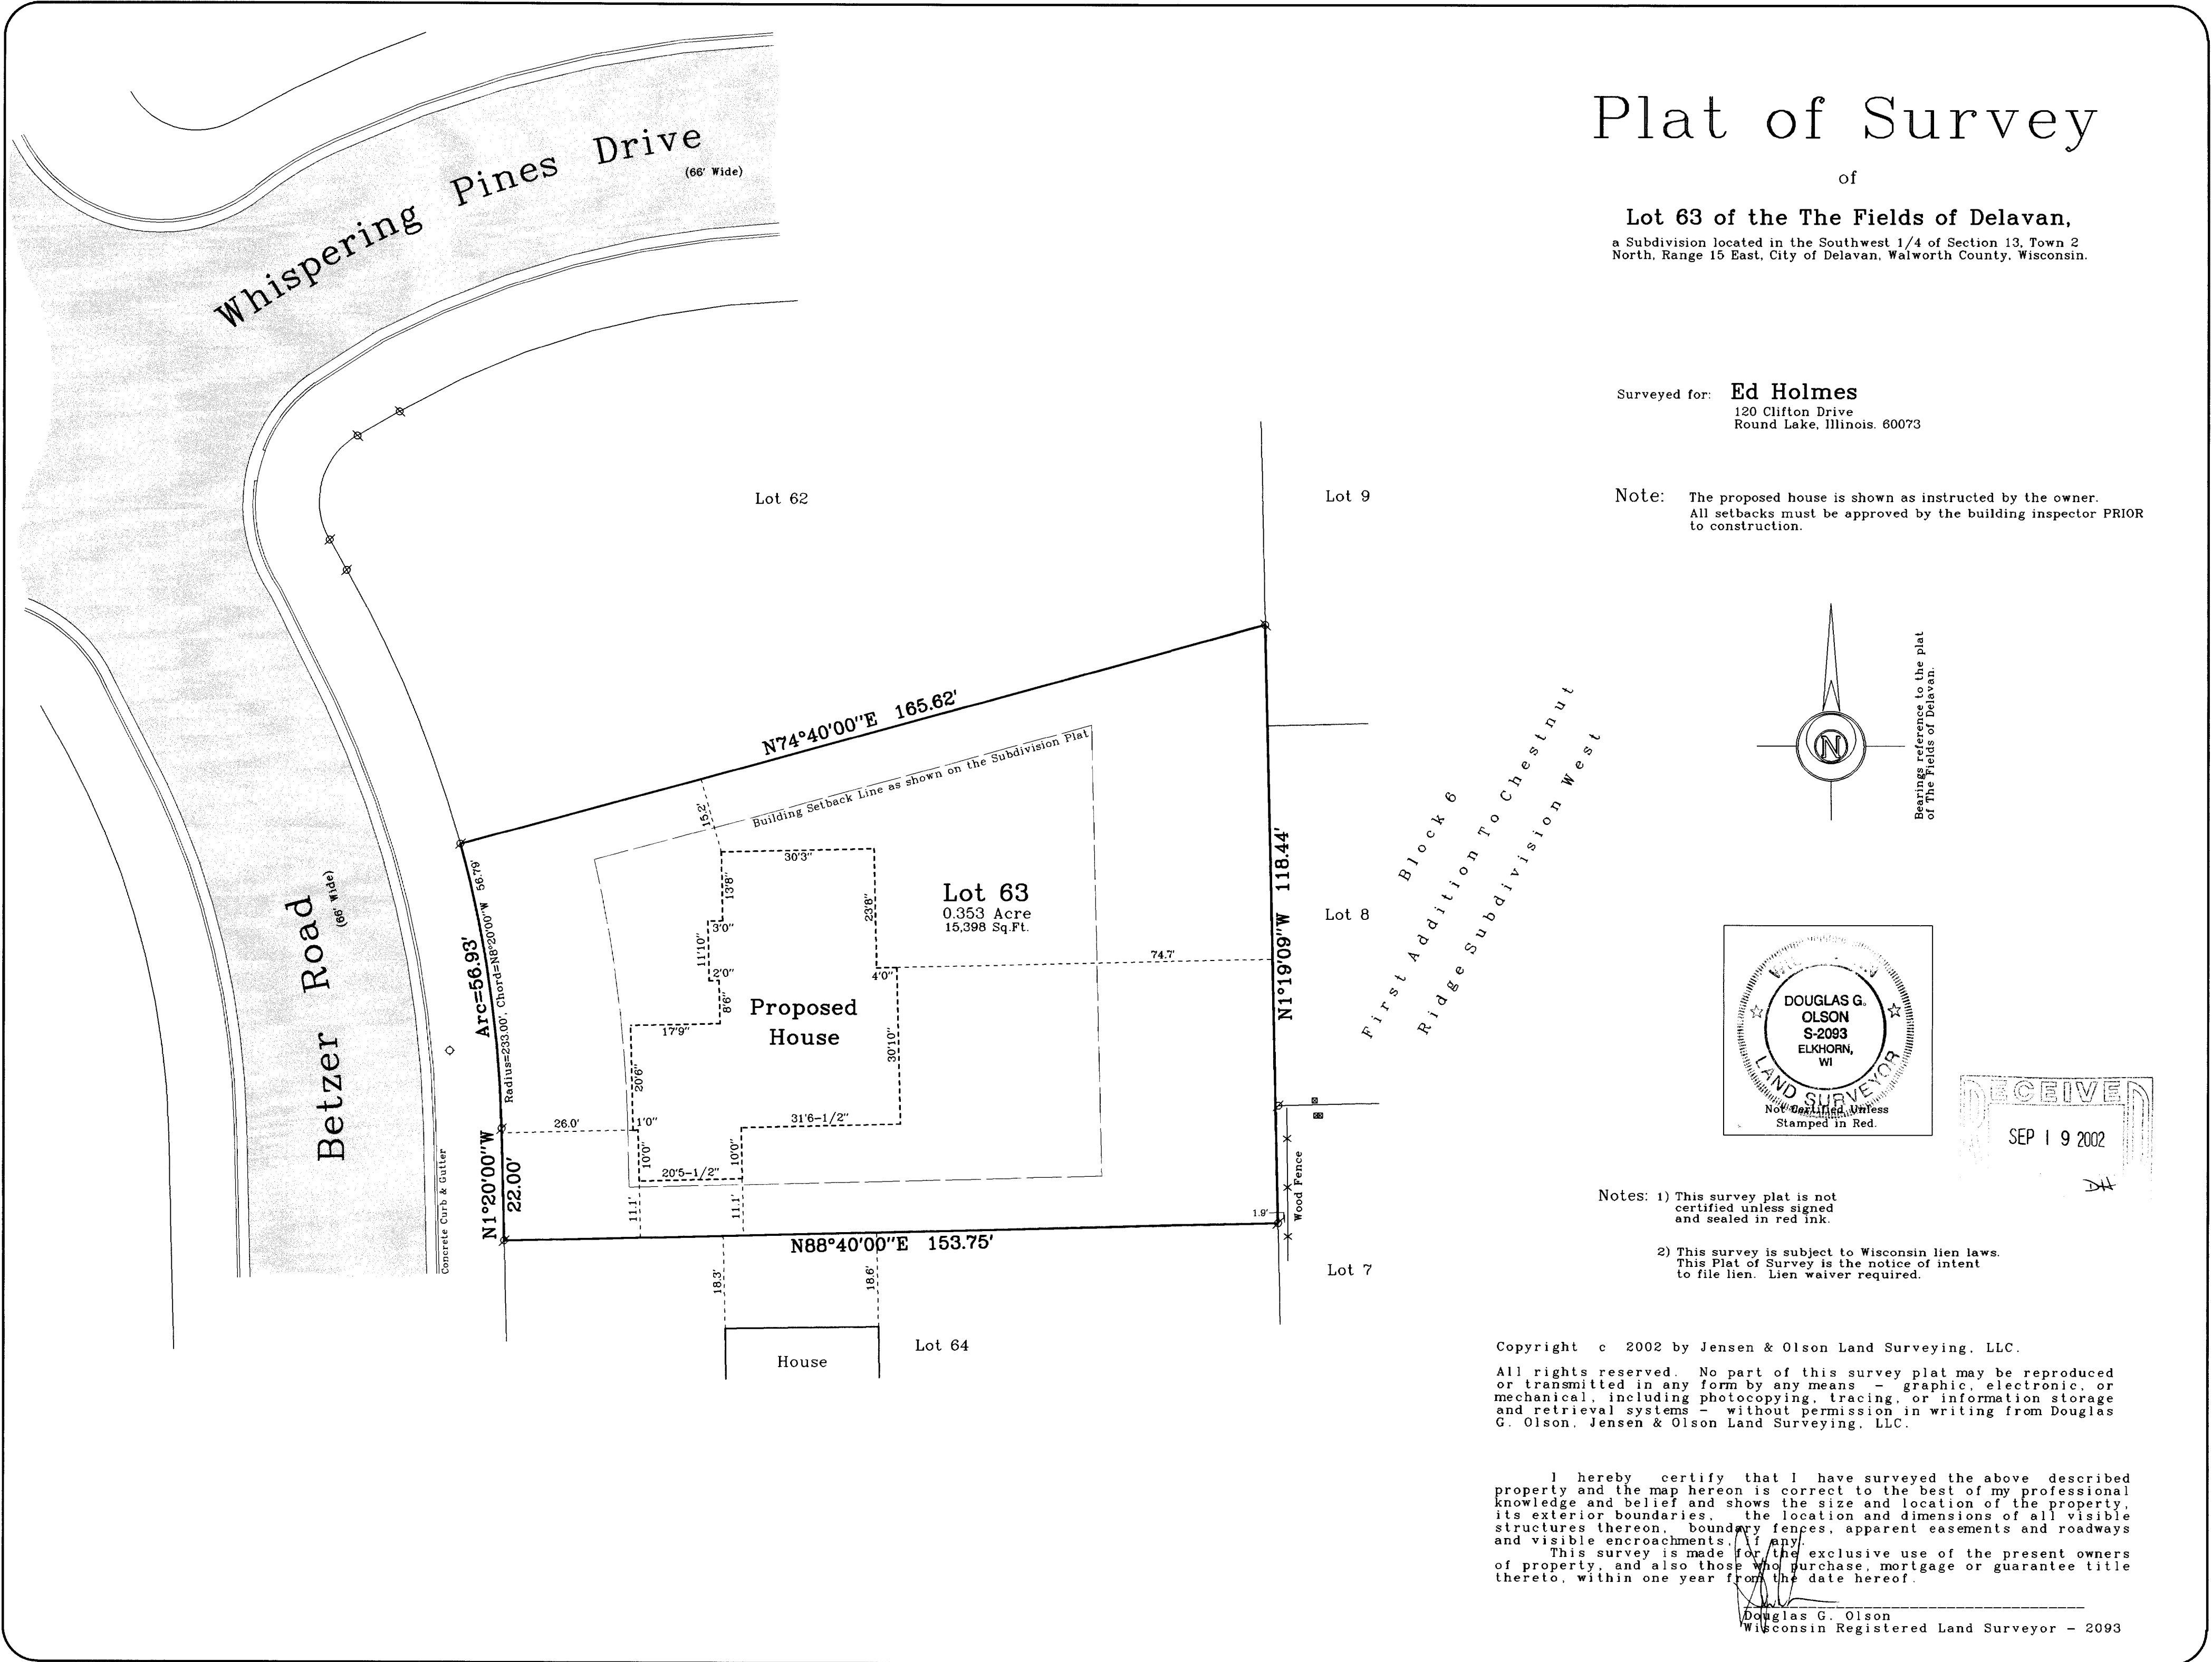 Plat of Survey
of
Lot 63 of the The Fields of Delavan,
a Subdivision located in the Southwest 1/4 of Section 13, Town 2
North, Range 15 East, City of Delavan, Walworth County, Wisconsin.
Surveyed for: Ed Holmes
120 Clifton Drive
Round Lake, Illinois. 60073
Note: The proposed house is shown as instructed by the owner.
All setbacks must be approved by the building inspector PRIOR
to construction.
N
Bearings reference to the plat
of The Fields of Delavan.
Whispering Pines Drive
(66' Wide)
Betzer Road
(66' Wide)
Concrete Curb & Gutter
Lot 62
Lot 9
Lot 8
Lot 7
Lot 64
House
N74°40'00"E 165.62'
Building Setback Line as shown on the Subdivision Plat
Arc=56.93'
Radius=233.00', Chord=N8°20'00"W 56.79'
N1°20'00"W
22.00'
N88°40'00"E 153.75'
N1°19'09"W 118.44'
Lot 63
0.353 Acre
15,398 Sq.Ft.
Proposed
House
15.2'
30'3"
13'8"
23'8"
3'0"
11'10"
2'0"
8'6"
4'0"
74.7'
17'9"
20'6"
30'10"
31'6-1/2"
26.0'
1'0"
10'0"
10'0"
20'5-1/2"
11.1'
11.1'
18.3'
18.6'
1.9'
Wood Fence
Block 6
First Addition To Chestnut
Ridge Subdivision West
DOUGLAS G.
OLSON
S-2093
ELKHORN,
WI
LAND SURVEYOR
Not Certified Unless
Stamped in Red.
RECEIVED
SEP 19 2002
DH
Notes: 1) This survey plat is not
certified unless signed
and sealed in red ink.
2) This survey is subject to Wisconsin lien laws.
This Plat of Survey is the notice of intent
to file lien. Lien waiver required.
Copyright c 2002 by Jensen & Olson Land Surveying, LLC.
All rights reserved. No part of this survey plat may be reproduced
or transmitted in any form by any means – graphic, electronic, or
mechanical, including photocopying, tracing, or information storage
and retrieval systems – without permission in writing from Douglas
G. Olson, Jensen & Olson Land Surveying, LLC.
I hereby certify that I have surveyed the above described
property and the map hereon is correct to the best of my professional
knowledge and belief and shows the size and location of the property,
its exterior boundaries, the location and dimensions of all visible
structures thereon, boundary fences, apparent easements and roadways
and visible encroachments, if any.
This survey is made for the exclusive use of the present owners
of property, and also those who purchase, mortgage or guarantee title
thereto, within one year from the date hereof.
Douglas G. Olson
Wisconsin Registered Land Surveyor – 2093